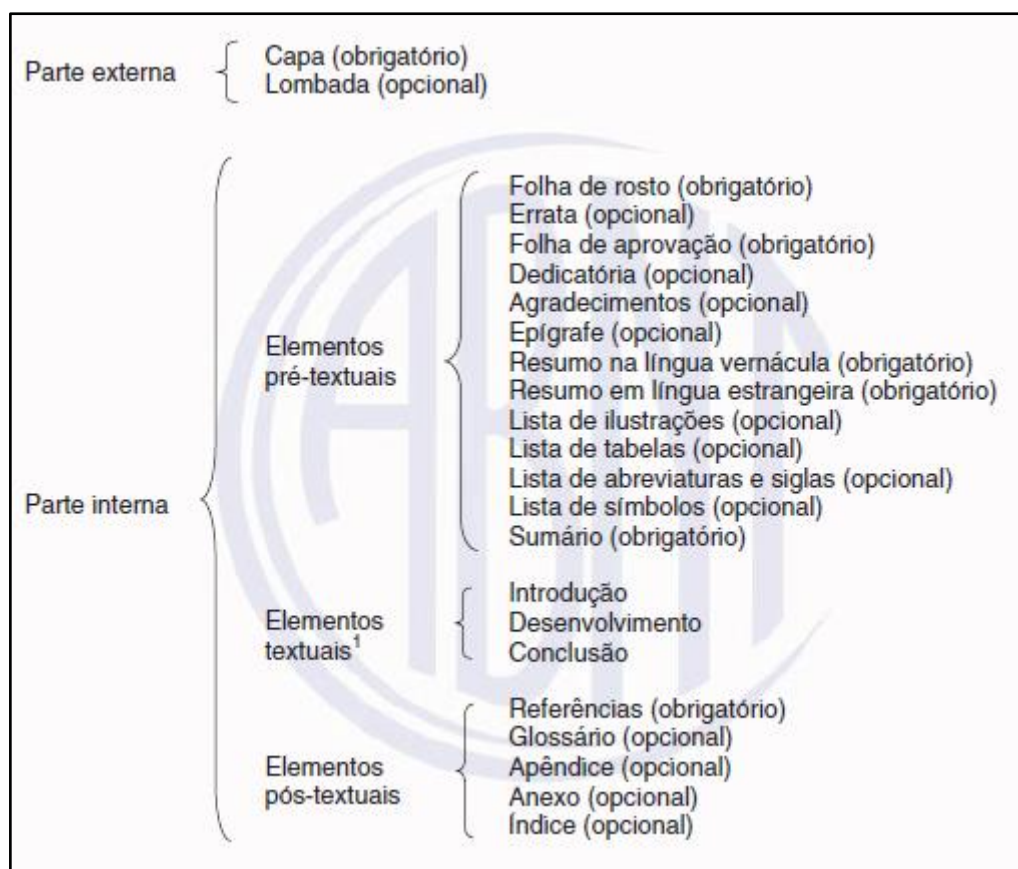 Parte externa
Capa (obrigatório)
Lombada (opcional)
Parte interna
Elementos
pré-textuais
Folha de rosto (obrigatório)
Errata (opcional)
Folha de aprovação (obrigatório)
Dedicatória (opcional)
Agradecimentos (opcional)
Epígrafe (opcional)
Resumo na língua vernácula (obrigatório)
Resumo em língua estrangeira (obrigatório)
Lista de ilustrações (opcional)
Lista de tabelas (opcional)
Lista de abreviaturas e siglas (opcional)
Lista de símbolos (opcional)
Sumário (obrigatório)
Elementos
textuais¹
Introdução
Desenvolvimento
Conclusão
Elementos
pós-textuais
Referências (obrigatório)
Glossário (opcional)
Apêndice (opcional)
Anexo (opcional)
Índice (opcional)
ABNT